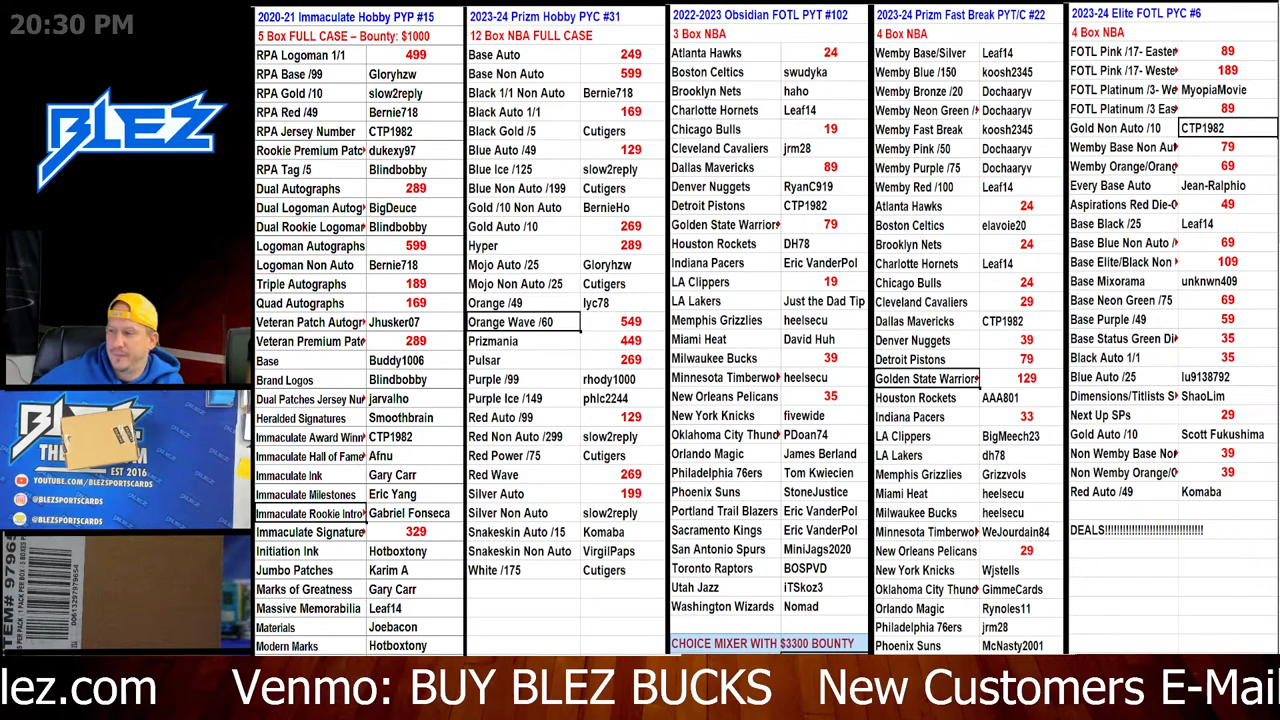 20:30 PM
BLEZ
BLEZ
EST 2016
YOUTUBE.COM/BLEZSPORTSCARDS
@BLEZSPORTSCARDS
@BLEZSPORTSCARDS
ITEM# 9796
2020-21 Immaculate Hobby PYP #15
5 Box FULL CASE – Bounty: $1000
RPA Logoman 1/1 499
RPA Base /99 Gloryhzw
RPA Gold /10 slow2reply
RPA Red /49 Bernie718
RPA Jersey Number CTP1982
Rookie Premium Patc dukexy97
RPA Tag /5 Blindbobby
Dual Autographs 289
Dual Logoman Autog BigDeuce
Dual Rookie Logoma Blindbobby
Logoman Autographs 599
Logoman Non Auto Bernie718
Triple Autographs 189
Quad Autographs 169
Veteran Patch Autogr Jhusker07
Veteran Premium Pat 289
Base Buddy1006
Brand Logos Blindbobby
Dual Patches Jersey Nu jarvalho
Heralded Signatures Smoothbrain
Immaculate Award Winn CTP1982
Immaculate Hall of Fame Afnu
Immaculate Ink Gary Carr
Immaculate Milestones Eric Yang
Immaculate Rookie Intro Gabriel Fonseca
Immaculate Signature 329
Initiation Ink Hotboxtony
Jumbo Patches Karim A
Marks of Greatness Gary Carr
Massive Memorabilia Leaf14
Materials Joebacon
Modern Marks Hotboxtony
2023-24 Prizm Hobby PYC #31
12 Box NBA FULL CASE
Base Auto 249
Base Non Auto 599
Black 1/1 Non Auto Bernie718
Black Auto 1/1 169
Black Gold /5 Cutigers
Blue Auto /49 129
Blue Ice /125 slow2reply
Blue Non Auto /199 Cutigers
Gold /10 Non Auto BernieHo
Gold Auto /10 269
Hyper 289
Mojo Auto /25 Gloryhzw
Mojo Non Auto /25 Cutigers
Orange /49 lyc78
Orange Wave /60 549
Prizmania 449
Pulsar 269
Purple /99 rhody1000
Purple Ice /149 phlc2244
Red Auto /99 129
Red Non Auto /299 slow2reply
Red Power /75 Cutigers
Red Wave 269
Silver Auto 199
Silver Non Auto slow2reply
Snakeskin Auto /15 Komaba
Snakeskin Non Auto VirgilPaps
White /175 Cutigers
2022-2023 Obsidian FOTL PYT #102
3 Box NBA
Atlanta Hawks 24
Boston Celtics swudyka
Brooklyn Nets haho
Charlotte Hornets Leaf14
Chicago Bulls 19
Cleveland Cavaliers jrm28
Dallas Mavericks 89
Denver Nuggets RyanC919
Detroit Pistons CTP1982
Golden State Warrior 79
Houston Rockets DH78
Indiana Pacers Eric VanderPol
LA Clippers 19
LA Lakers Just the Dad Tip
Memphis Grizzlies heelsecu
Miami Heat David Huh
Milwaukee Bucks 39
Minnesota Timberwo heelsecu
New Orleans Pelicans 35
New York Knicks fivewide
Oklahoma City Thund PDoan74
Orlando Magic James Berland
Philadelphia 76ers Tom Kwiecien
Phoenix Suns StoneJustice
Portland Trail Blazers Eric VanderPol
Sacramento Kings Eric VanderPol
San Antonio Spurs MiniJags2020
Toronto Raptors BOSPVD
Utah Jazz iTSkoz3
Washington Wizards Nomad
CHOICE MIXER WITH $3300 BOUNTY
2023-24 Prizm Fast Break PYT/C #22
4 Box NBA
Wemby Base/Silver Leaf14
Wemby Blue /150 koosh2345
Wemby Bronze /20 Dochaaryv
Wemby Neon Green / Dochaaryv
Wemby Fast Break koosh2345
Wemby Pink /50 Dochaaryv
Wemby Purple /75 Dochaaryv
Wemby Red /100 Leaf14
Atlanta Hawks 24
Boston Celtics elavoie20
Brooklyn Nets 24
Charlotte Hornets Leaf14
Chicago Bulls 24
Cleveland Cavaliers 29
Dallas Mavericks CTP1982
Denver Nuggets 39
Detroit Pistons 79
Golden State Warriors 129
Houston Rockets AAA801
Indiana Pacers 33
LA Clippers BigMeech23
LA Lakers dh78
Memphis Grizzlies Grizzvols
Miami Heat heelsecu
Milwaukee Bucks heelsecu
Minnesota Timberwo WeJourdain84
New Orleans Pelicans 29
New York Knicks Wjstells
Oklahoma City Thund GimmeCards
Orlando Magic Rynoles11
Philadelphia 76ers jrm28
Phoenix Suns McNasty2001
2023-24 Elite FOTL PYC #6
4 Box NBA
FOTL Pink /17- Easter 89
FOTL Pink /17- Weste 189
FOTL Platinum /3- We MyopiaMovie
FOTL Platinum /3 Eas 89
Gold Non Auto /10 CTP1982
Wemby Base Non Au 79
Wemby Orange/Orang 69
Every Base Auto Jean-Ralphio
Aspirations Red Die-C 49
Base Black /25 Leaf14
Base Blue Non Auto / 69
Base Elite/Black Non 109
Base Mixorama unknwn409
Base Neon Green /75 69
Base Purple /49 59
Base Status Green Di 35
Black Auto 1/1 35
Blue Auto /25 lu9138792
Dimensions/Titlists S ShaoLim
Next Up SPs 29
Gold Auto /10 Scott Fukushima
Non Wemby Base No 39
Non Wemby Orange/O 39
Red Auto /49 Komaba
DEALS!!!!!!!!!!!!!!!!!!!!!!!!!!!!!!!!!
lez.com Venmo: BUY BLEZ BUCKS New Customers E-Mai